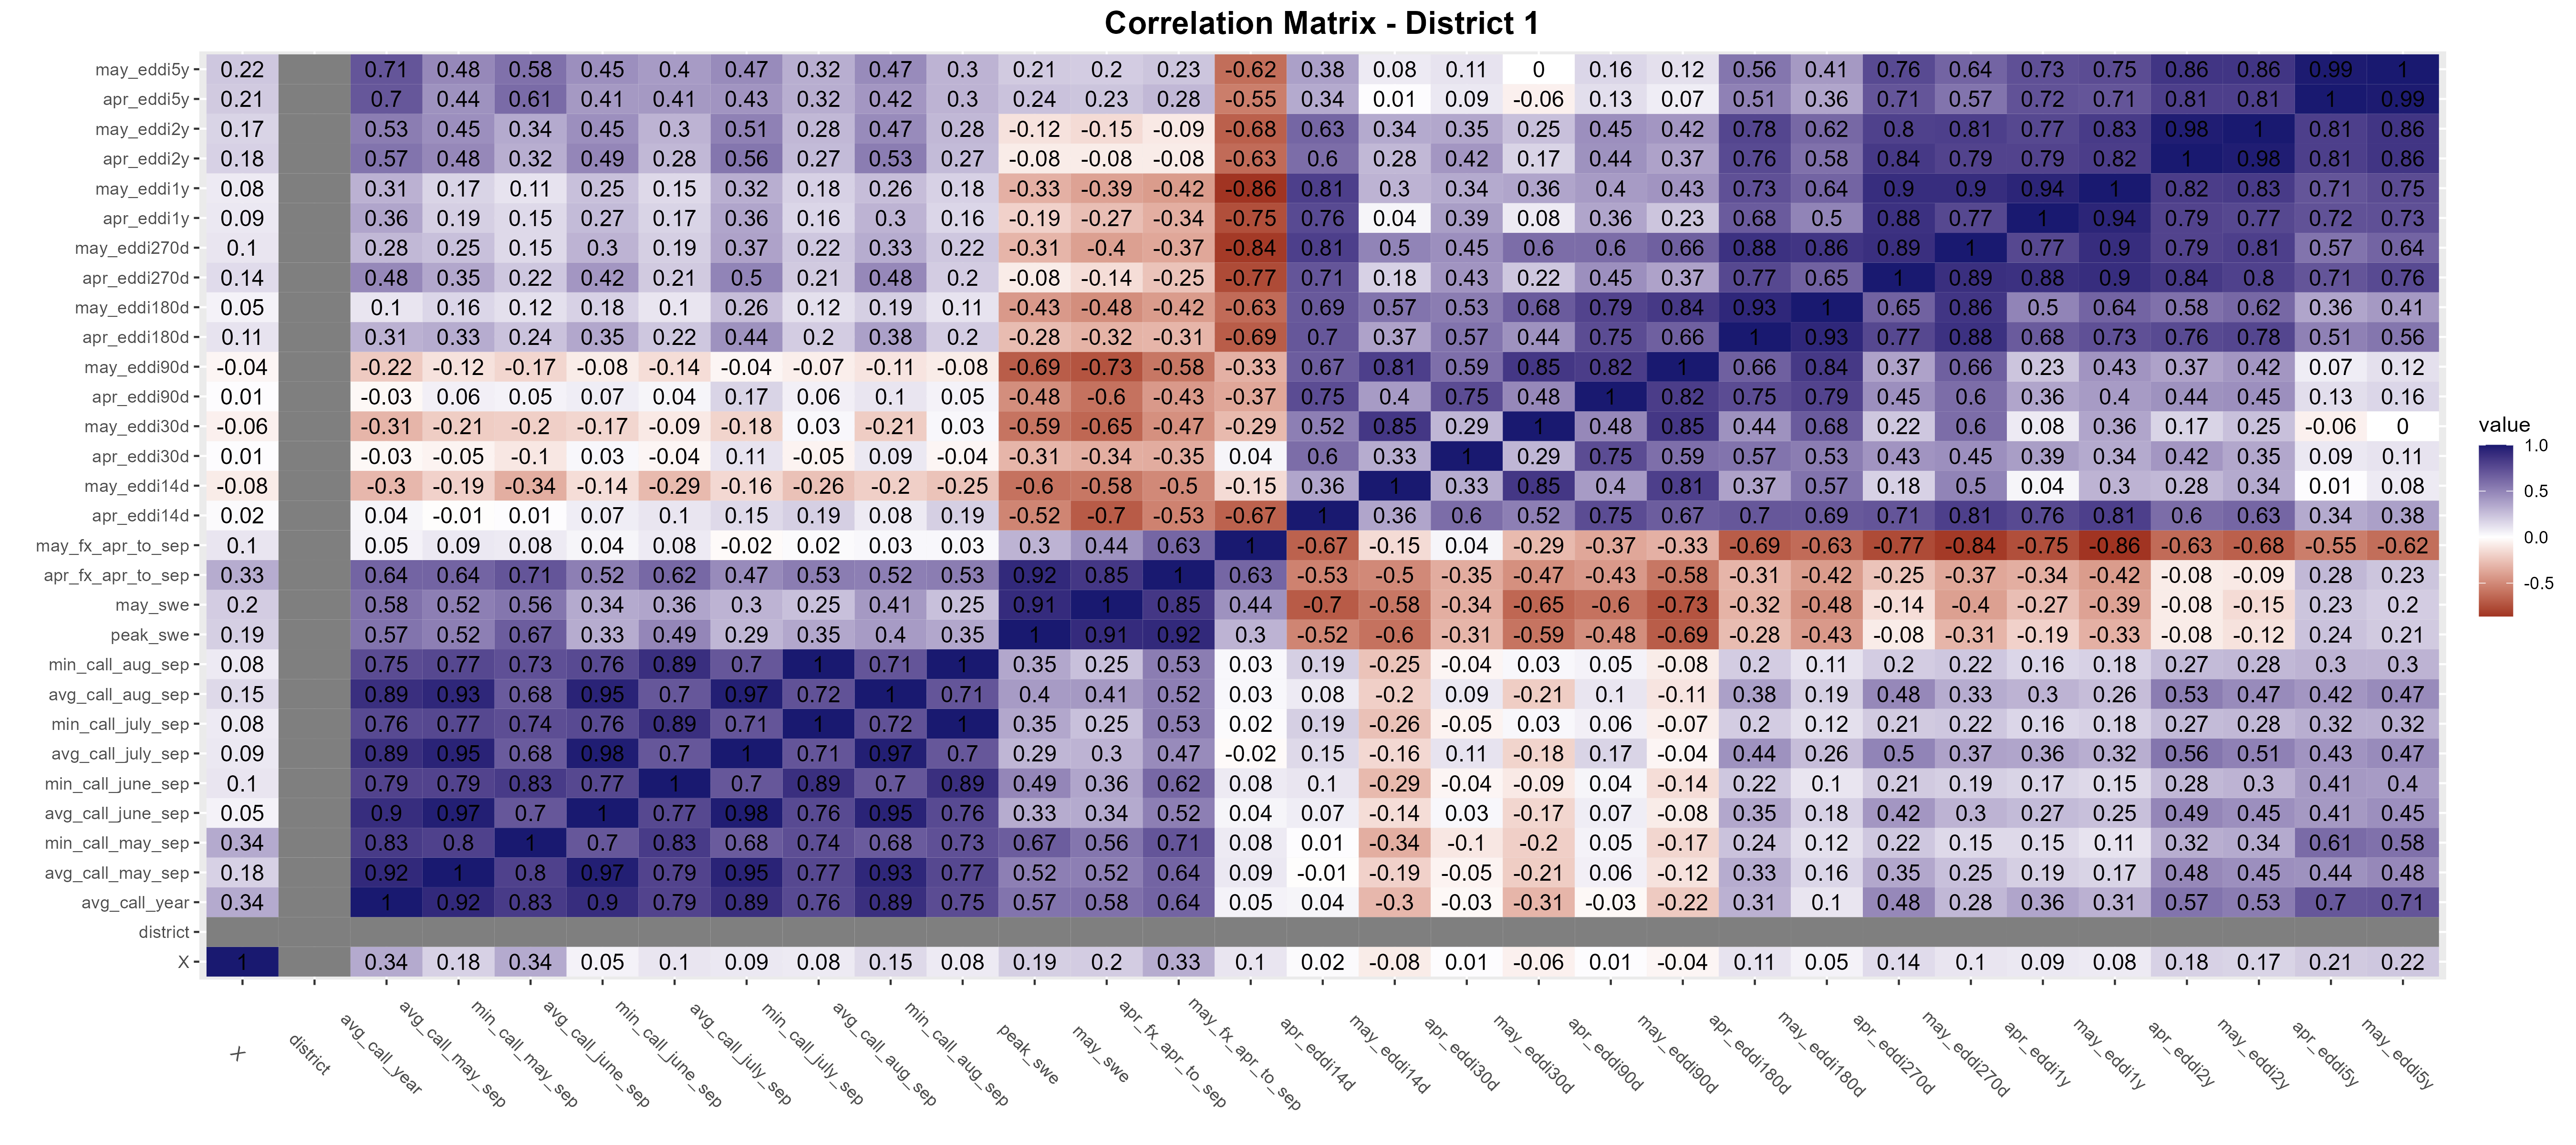 Correlation Matrix - District 1
may_eddi5y 0.22 0.71 0.48 0.58 0.45 0.4 0.47 0.32 0.47 0.3 0.21 0.2 0.23 -0.62 0.38 0.08 0.11 0 0.16 0.12 0.56 0.41 0.76 0.64 0.73 0.75 0.86 0.86 0.99 1
apr_eddi5y 0.21 0.7 0.44 0.61 0.41 0.41 0.43 0.32 0.42 0.3 0.24 0.23 0.28 -0.55 0.34 0.01 0.09 -0.06 0.13 0.07 0.51 0.36 0.71 0.57 0.72 0.71 0.81 0.81 1 0.99
may_eddi2y 0.17 0.53 0.45 0.34 0.45 0.3 0.51 0.28 0.47 0.28 -0.12 -0.15 -0.09 -0.68 0.63 0.34 0.35 0.25 0.45 0.42 0.78 0.62 0.8 0.81 0.77 0.83 0.98 1 0.81 0.86
apr_eddi2y 0.18 0.57 0.48 0.32 0.49 0.28 0.56 0.27 0.53 0.27 -0.08 -0.08 -0.08 -0.63 0.6 0.28 0.42 0.17 0.44 0.37 0.76 0.58 0.84 0.79 0.79 0.82 1 0.98 0.81 0.86
may_eddi1y 0.08 0.31 0.17 0.11 0.25 0.15 0.32 0.18 0.26 0.18 -0.33 -0.39 -0.42 -0.86 0.81 0.3 0.34 0.36 0.4 0.43 0.73 0.64 0.9 0.9 0.94 1 0.82 0.83 0.71 0.75
apr_eddi1y 0.09 0.36 0.19 0.15 0.27 0.17 0.36 0.16 0.3 0.16 -0.19 -0.27 -0.34 -0.75 0.76 0.04 0.39 0.08 0.36 0.23 0.68 0.5 0.88 0.77 1 0.94 0.79 0.77 0.72 0.73
may_eddi270d 0.1 0.28 0.25 0.15 0.3 0.19 0.37 0.22 0.33 0.22 -0.31 -0.4 -0.37 -0.84 0.81 0.5 0.45 0.6 0.6 0.66 0.88 0.86 0.89 1 0.77 0.9 0.79 0.81 0.57 0.64
apr_eddi270d 0.14 0.48 0.35 0.22 0.42 0.21 0.5 0.21 0.48 0.2 -0.08 -0.14 -0.25 -0.77 0.71 0.18 0.43 0.22 0.45 0.37 0.77 0.65 1 0.89 0.88 0.9 0.84 0.8 0.71 0.76
may_eddi180d 0.05 0.1 0.16 0.12 0.18 0.1 0.26 0.12 0.19 0.11 -0.43 -0.48 -0.42 -0.63 0.69 0.57 0.53 0.68 0.79 0.84 0.93 1 0.65 0.86 0.5 0.64 0.58 0.62 0.36 0.41
apr_eddi180d 0.11 0.31 0.33 0.24 0.35 0.22 0.44 0.2 0.38 0.2 -0.28 -0.32 -0.31 -0.69 0.7 0.37 0.57 0.44 0.75 0.66 1 0.93 0.77 0.88 0.68 0.73 0.76 0.78 0.51 0.56
may_eddi90d -0.04 -0.22 -0.12 -0.17 -0.08 -0.14 -0.04 -0.07 -0.11 -0.08 -0.69 -0.73 -0.58 -0.33 0.67 0.81 0.59 0.85 0.82 1 0.66 0.84 0.37 0.66 0.23 0.43 0.37 0.42 0.07 0.12
apr_eddi90d 0.01 -0.03 0.06 0.05 0.07 0.04 0.17 0.06 0.1 0.05 -0.48 -0.6 -0.43 -0.37 0.75 0.4 0.75 0.48 1 0.82 0.75 0.79 0.45 0.6 0.36 0.4 0.44 0.45 0.13 0.16
may_eddi30d -0.06 -0.31 -0.21 -0.2 -0.17 -0.09 -0.18 0.03 -0.21 0.03 -0.59 -0.65 -0.47 -0.29 0.52 0.85 0.29 1 0.48 0.85 0.44 0.68 0.22 0.6 0.08 0.36 0.17 0.25 -0.06 0
apr_eddi30d 0.01 -0.03 -0.05 -0.1 0.03 -0.04 0.11 -0.05 0.09 -0.04 -0.31 -0.34 -0.35 0.04 0.6 0.33 1 0.29 0.75 0.59 0.57 0.53 0.43 0.45 0.39 0.34 0.42 0.35 0.09 0.11
may_eddi14d -0.08 -0.3 -0.19 -0.34 -0.14 -0.29 -0.16 -0.26 -0.2 -0.25 -0.6 -0.58 -0.5 -0.15 0.36 1 0.33 0.85 0.4 0.81 0.37 0.57 0.18 0.5 0.04 0.3 0.28 0.34 0.01 0.08
apr_eddi14d 0.02 0.04 -0.01 0.01 0.07 0.1 0.15 0.19 0.08 0.19 -0.52 -0.7 -0.53 -0.67 1 0.36 0.6 0.52 0.75 0.67 0.7 0.69 0.71 0.81 0.76 0.81 0.6 0.63 0.34 0.38
may_fx_apr_to_sep 0.1 0.05 0.09 0.08 0.04 0.08 -0.02 0.02 0.03 0.03 0.3 0.44 0.63 1 -0.67 -0.15 0.04 -0.29 -0.37 -0.33 -0.69 -0.63 -0.77 -0.84 -0.75 -0.86 -0.63 -0.68 -0.55 -0.62
apr_fx_apr_to_sep 0.33 0.64 0.64 0.71 0.52 0.62 0.47 0.53 0.52 0.53 0.92 0.85 1 0.63 -0.53 -0.5 -0.35 -0.47 -0.43 -0.58 -0.31 -0.42 -0.25 -0.37 -0.34 -0.42 -0.08 -0.09 0.28 0.23
may_swe 0.2 0.58 0.52 0.56 0.34 0.36 0.3 0.25 0.41 0.25 0.91 1 0.85 0.44 -0.7 -0.58 -0.34 -0.65 -0.6 -0.73 -0.32 -0.48 -0.14 -0.4 -0.27 -0.39 -0.08 -0.15 0.23 0.2
peak_swe 0.19 0.57 0.52 0.67 0.33 0.49 0.29 0.35 0.4 0.35 1 0.91 0.92 0.3 -0.52 -0.6 -0.31 -0.59 -0.48 -0.69 -0.28 -0.43 -0.08 -0.31 -0.19 -0.33 -0.08 -0.12 0.24 0.21
min_call_aug_sep 0.08 0.75 0.77 0.73 0.76 0.89 0.7 1 0.71 1 0.35 0.25 0.53 0.03 0.19 -0.25 -0.04 0.03 0.05 -0.08 0.2 0.11 0.2 0.22 0.16 0.18 0.27 0.28 0.3 0.3
avg_call_aug_sep 0.15 0.89 0.93 0.68 0.95 0.7 0.97 0.72 1 0.71 0.4 0.41 0.52 0.03 0.08 -0.2 0.09 -0.21 0.1 -0.11 0.38 0.19 0.48 0.33 0.3 0.26 0.53 0.47 0.42 0.47
min_call_july_sep 0.08 0.76 0.77 0.74 0.76 0.89 0.71 1 0.72 1 0.35 0.25 0.53 0.02 0.19 -0.26 -0.05 0.03 0.06 -0.07 0.2 0.12 0.21 0.22 0.16 0.18 0.27 0.28 0.32 0.32
avg_call_july_sep 0.09 0.89 0.95 0.68 0.98 0.7 1 0.71 0.97 0.7 0.29 0.3 0.47 -0.02 0.15 -0.16 0.11 -0.18 0.17 -0.04 0.44 0.26 0.5 0.37 0.36 0.32 0.56 0.51 0.43 0.47
min_call_june_sep 0.1 0.79 0.79 0.83 0.77 1 0.7 0.89 0.7 0.89 0.49 0.36 0.62 0.08 0.1 -0.29 -0.04 -0.09 0.04 -0.14 0.22 0.1 0.21 0.19 0.17 0.15 0.28 0.3 0.41 0.4
avg_call_june_sep 0.05 0.9 0.97 0.7 1 0.77 0.98 0.76 0.95 0.76 0.33 0.34 0.52 0.04 0.07 -0.14 0.03 -0.17 0.07 -0.08 0.35 0.18 0.42 0.3 0.27 0.25 0.49 0.45 0.41 0.45
min_call_may_sep 0.34 0.83 0.8 1 0.7 0.83 0.68 0.74 0.68 0.73 0.67 0.56 0.71 0.08 0.01 -0.34 -0.1 -0.2 0.05 -0.17 0.24 0.12 0.22 0.15 0.15 0.11 0.32 0.34 0.61 0.58
avg_call_may_sep 0.18 0.92 1 0.8 0.97 0.79 0.95 0.77 0.93 0.77 0.52 0.52 0.64 0.09 -0.01 -0.19 -0.05 -0.21 0.06 -0.12 0.33 0.16 0.35 0.25 0.19 0.17 0.48 0.45 0.44 0.48
avg_call_year 0.34 1 0.92 0.83 0.9 0.79 0.89 0.76 0.89 0.75 0.57 0.58 0.64 0.05 0.04 -0.3 -0.03 -0.31 -0.03 -0.22 0.31 0.1 0.48 0.28 0.36 0.31 0.57 0.53 0.7 0.71
district
X 1 0.34 0.18 0.34 0.05 0.1 0.09 0.08 0.15 0.08 0.19 0.2 0.33 0.1 0.02 -0.08 0.01 -0.06 0.01 -0.04 0.11 0.05 0.14 0.1 0.09 0.08 0.18 0.17 0.21 0.22
X district avg_call_year avg_call_may_sep min_call_may_sep avg_call_june_sep min_call_june_sep avg_call_july_sep min_call_july_sep avg_call_aug_sep min_call_aug_sep peak_swe may_swe apr_fx_apr_to_sep may_fx_apr_to_sep apr_eddi14d may_eddi14d apr_eddi30d may_eddi30d apr_eddi90d may_eddi90d apr_eddi180d may_eddi180d apr_eddi270d may_eddi270d apr_eddi1y may_eddi1y apr_eddi2y may_eddi2y apr_eddi5y may_eddi5y
value
1.0
0.5
0.0
-0.5